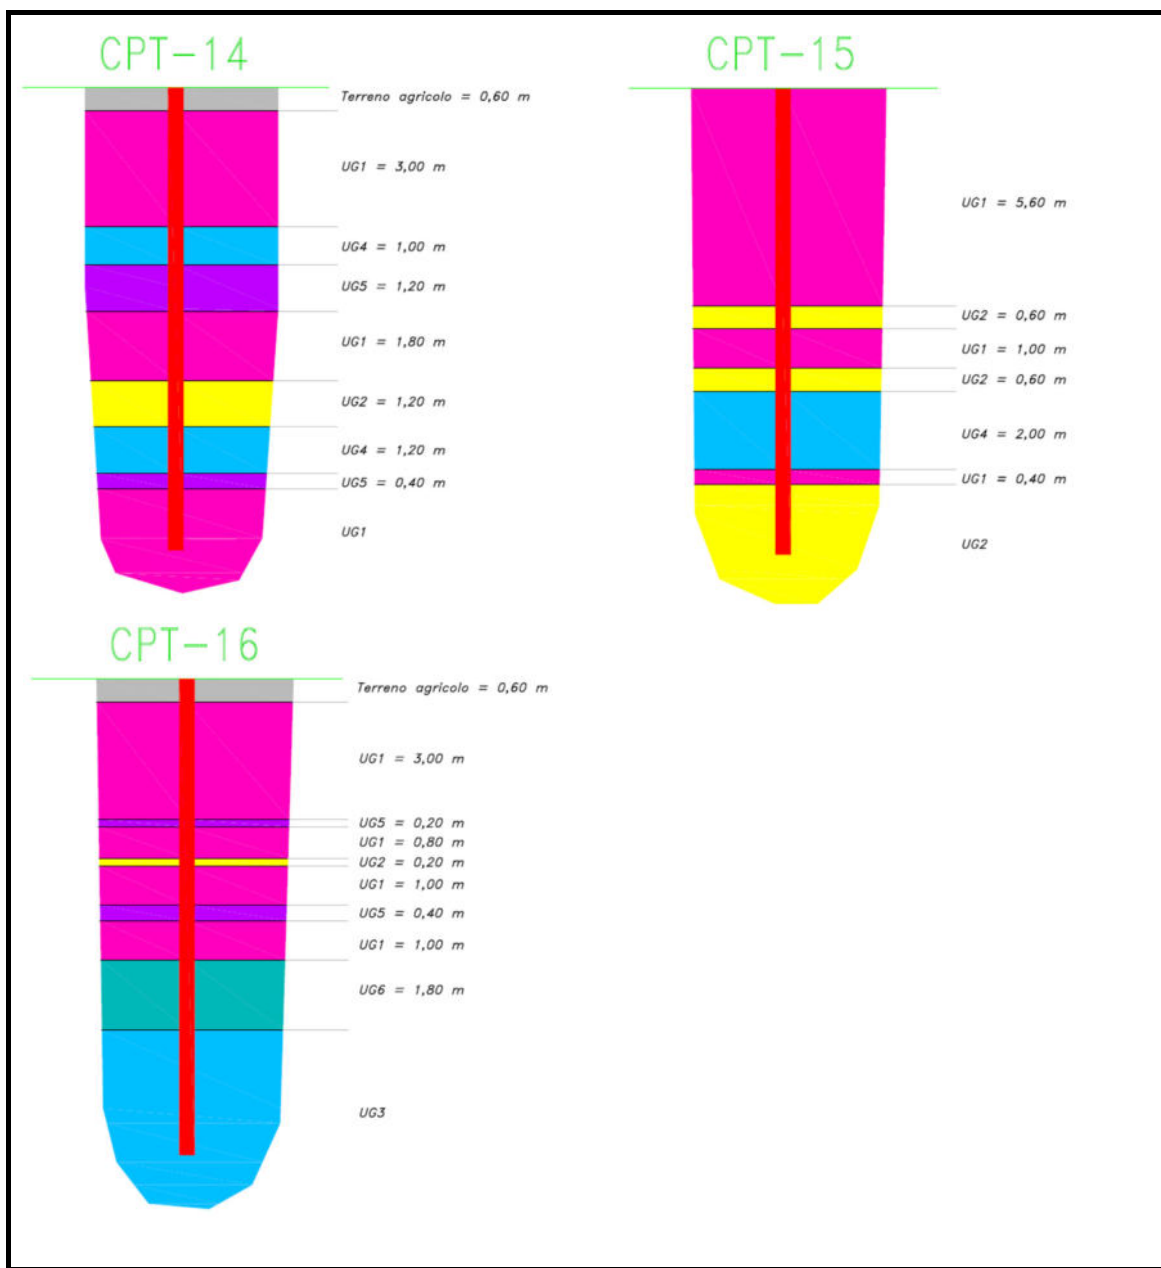 CPT-14
Terreno agricolo = 0,60 m
UG1 = 3,00 m
UG4 = 1,00 m
UG5 = 1,20 m
UG1 = 1,80 m
UG2 = 1,20 m
UG4 = 1,20 m
UG5 = 0,40 m
UG1
CPT-15
UG1 = 5,60 m
UG2 = 0,60 m
UG1 = 1,00 m
UG2 = 0,60 m
UG4 = 2,00 m
UG1 = 0,40 m
UG2
CPT-16
Terreno agricolo = 0,60 m
UG1 = 3,00 m
UG5 = 0,20 m
UG1 = 0,80 m
UG2 = 0,20 m
UG1 = 1,00 m
UG5 = 0,40 m
UG1 = 1,00 m
UG6 = 1,80 m
UG3